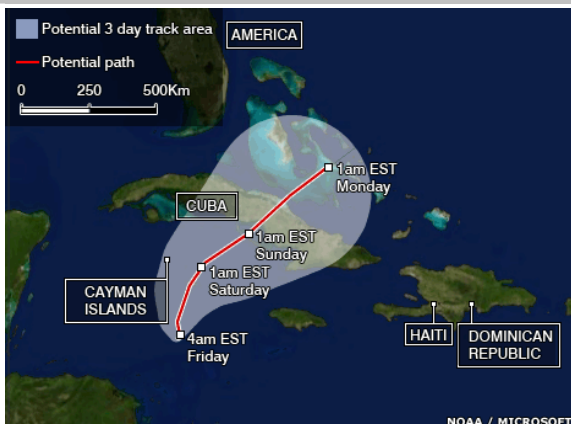 Potential 3 day track area
Potential path
0 250 500Km
AMERICA
1am EST
Monday
CUBA
1am EST
Sunday
1am EST
Saturday
CAYMAN
ISLANDS
4am EST
Friday
HAITI
DOMINICAN
REPUBLIC
NOAA / MICROSOFT